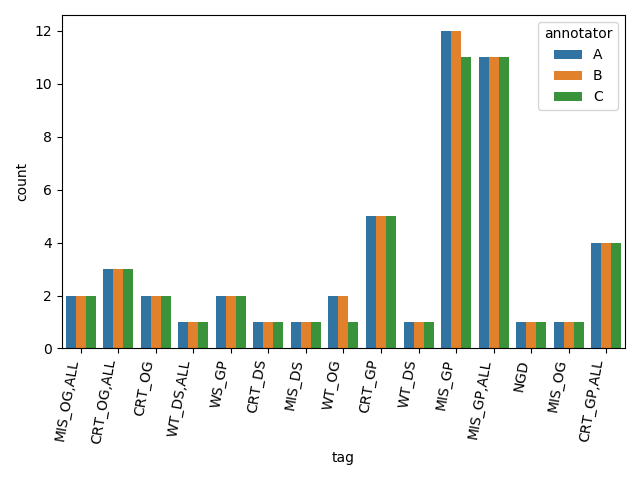 annotator
A
B
C
12
10
8
6
4
2
0
count
MIS_OG,ALL
CRT_OG,ALL
CRT_OG
WT_DS,ALL
WS_GP
CRT_DS
MIS_DS
WT_OG
CRT_GP
WT_DS
MIS_GP
MIS_GP,ALL
NGD
MIS_OG
CRT_GP,ALL
tag